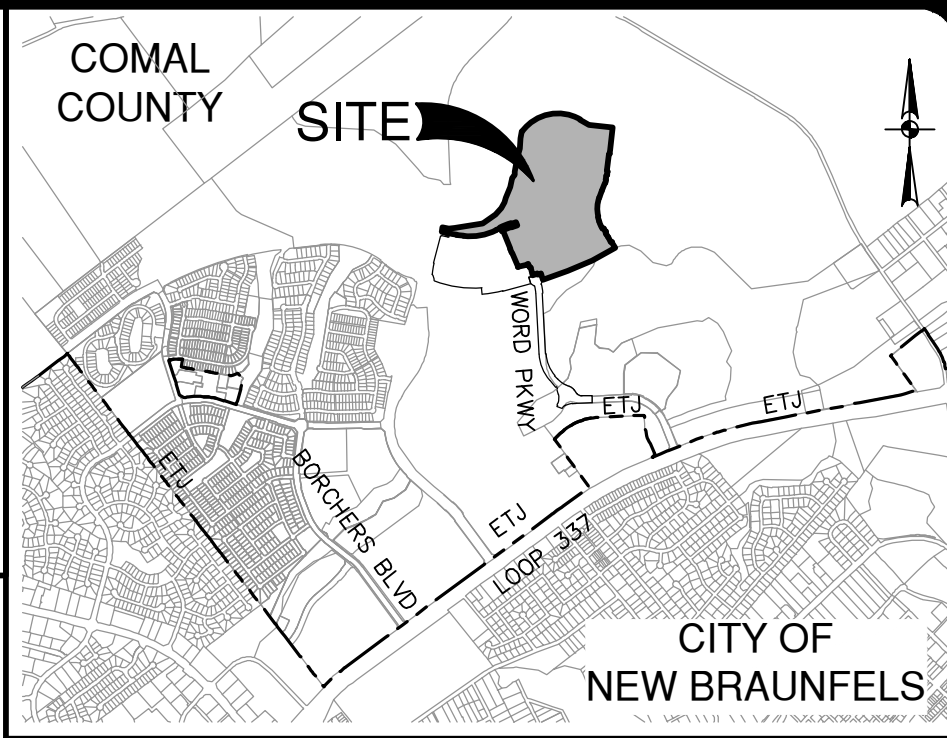 COMAL
COUNTY
SITE
WORD PKWY
ETJ
ETJ
ETJ
BORCHERS BLVD
ETJ
LOOP 337
CITY OF
NEW BRAUNFELS